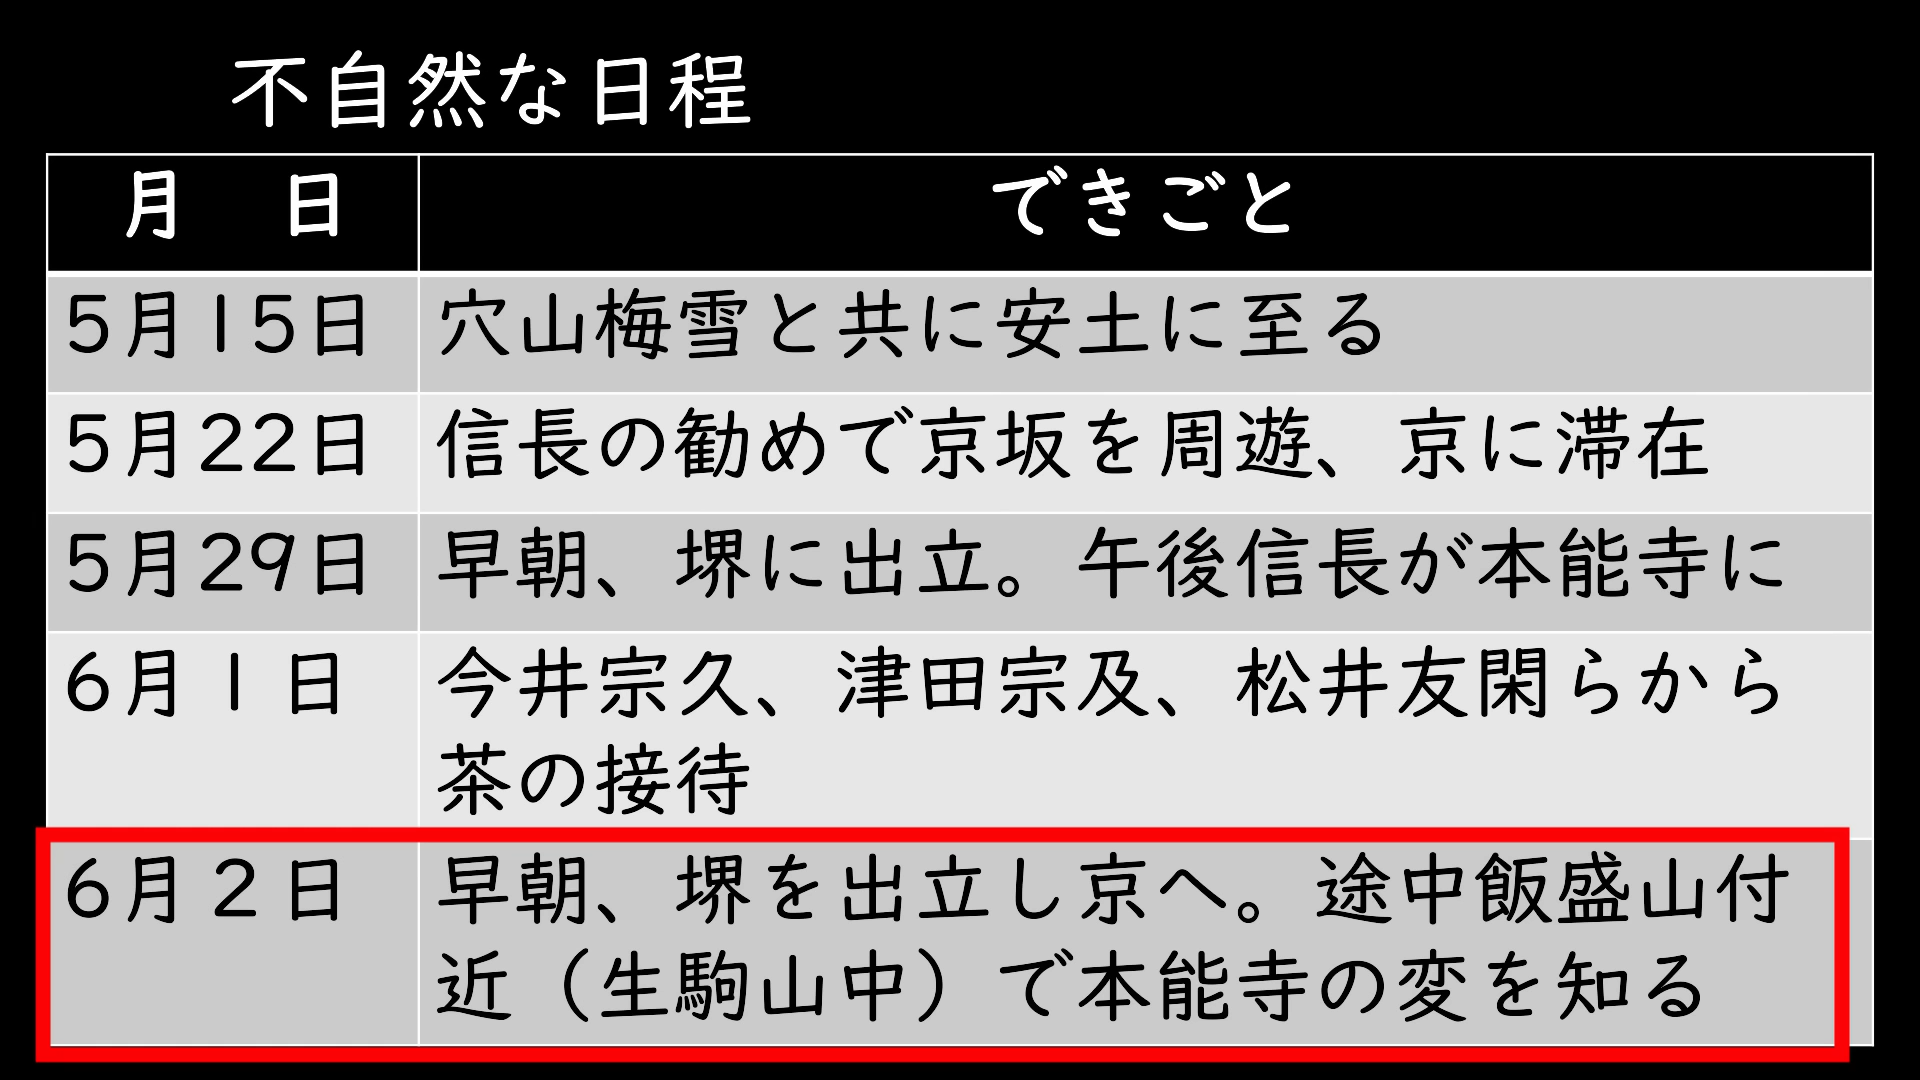 不自然な日程
月　日
できごと
5月15日
穴山梅雪と共に安土に至る
5月22日
信長の勧めで京坂を周遊、京に滞在
5月29日
早朝、堺に出立。午後信長が本能寺に
6月1日
今井宗久、津田宗及、松井友閑らから
茶の接待
6月2日
早朝、堺を出立し京へ。途中飯盛山付
近（生駒山中）で本能寺の変を知る